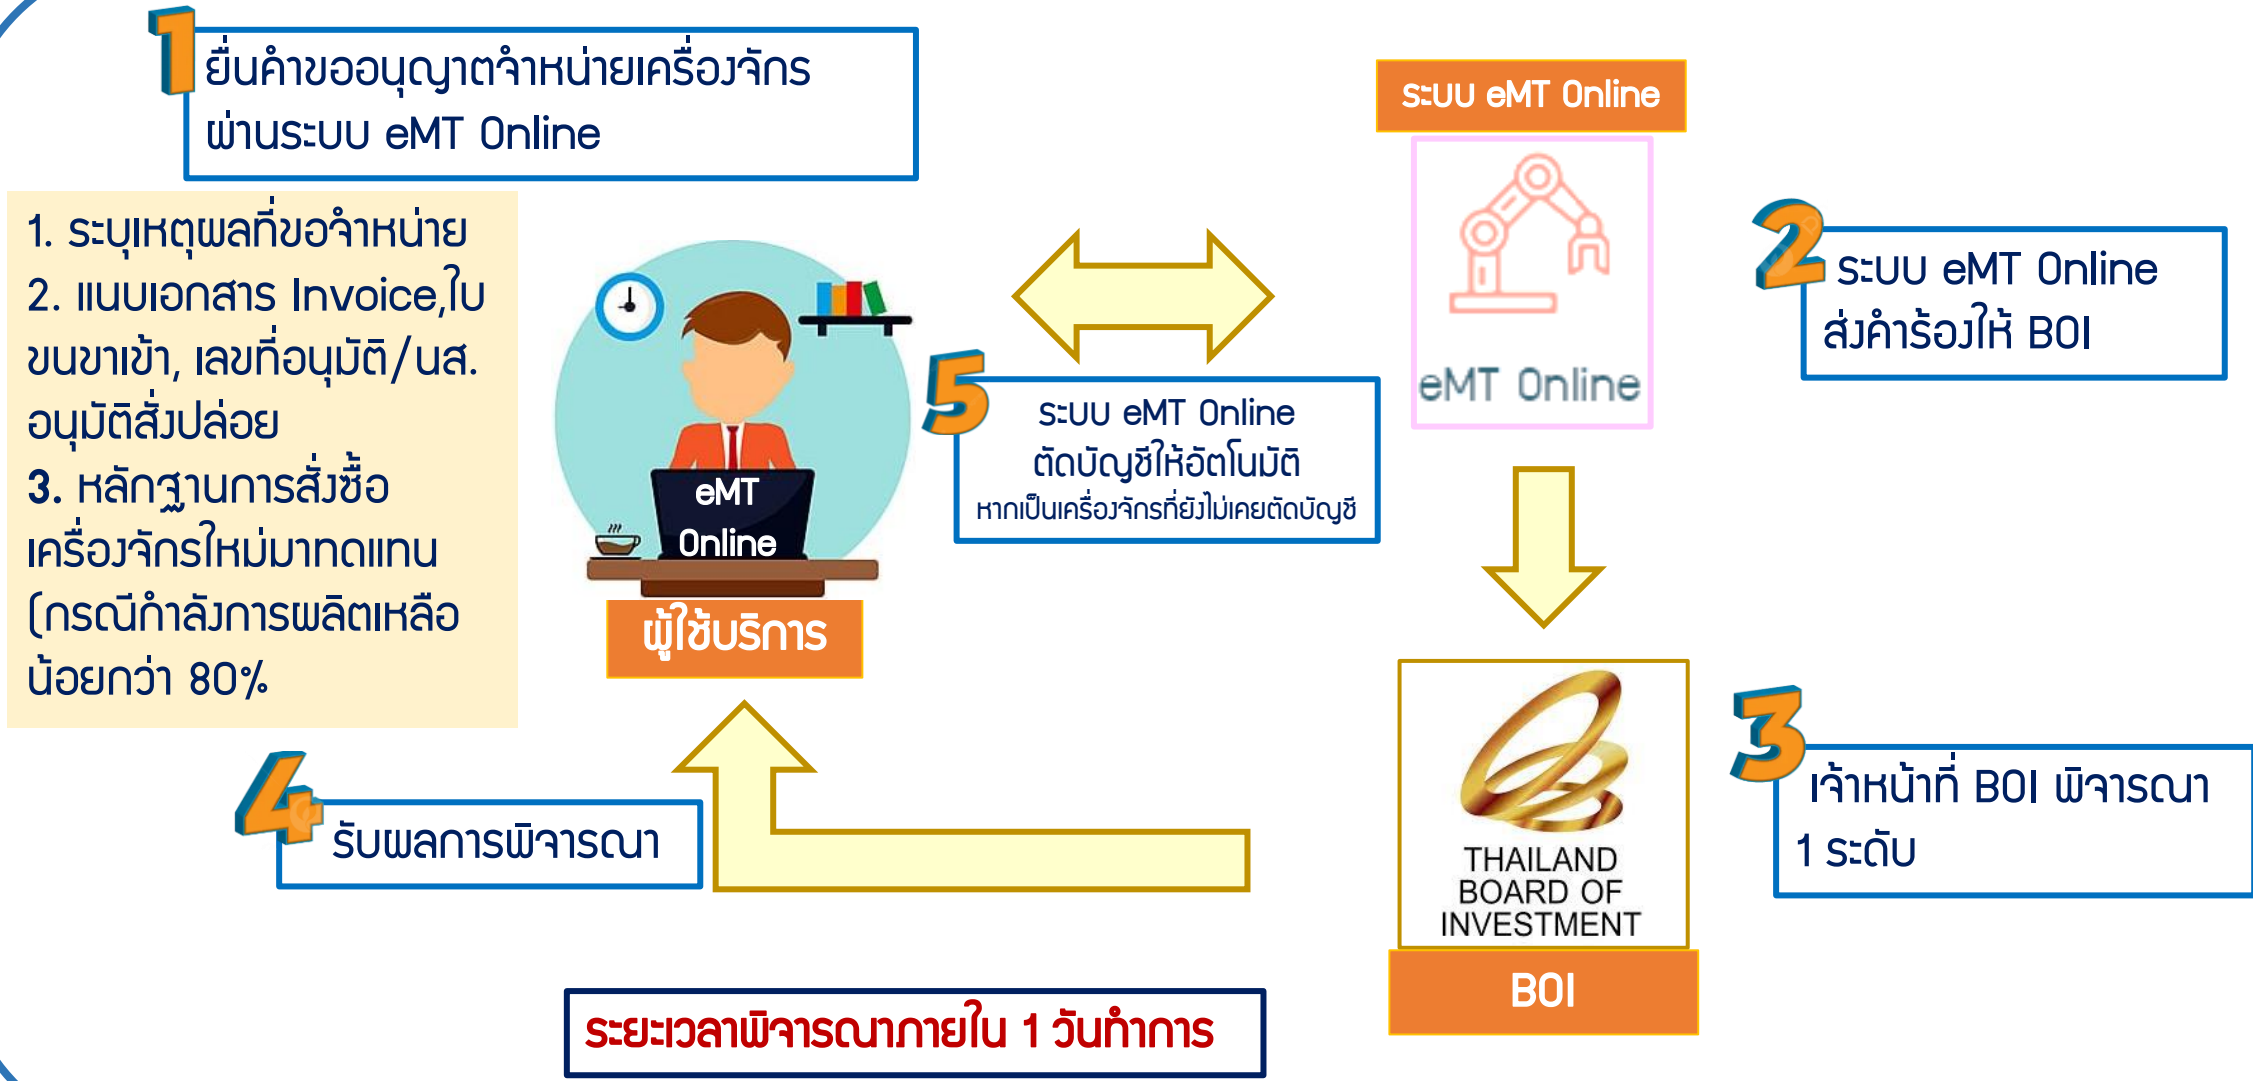 1
ยื่นคำขออนุญาตจำหน่ายเครื่องจักร
ผ่านระบบ eMT Online
1. ระบุเหตุผลที่ขอจำหน่าย
2. แนบเอกสาร Invoice,ใบ
ขนขาเข้า, เลขที่อนุมัติ/นส.
อนุมัติสั่งปล่อย
3. หลักฐานการสั่งซื้อ
เครื่องจักรใหม่มาทดแทน
(กรณีกำลังการผลิตเหลือ
น้อยกว่า 80%
eMT
Online
ผู้ใช้บริการ
ระบบ eMT Online
eMT Online
2
ระบบ eMT Online
ส่งคำร้องให้ BOI
5
ระบบ eMT Online
ตัดบัญชีให้อัตโนมัติ
หากเป็นเครื่องจักรที่ยังไม่เคยตัดบัญชี
THAILAND
BOARD OF
INVESTMENT
BOI
3
เจ้าหน้าที่ BOI พิจารณา
1 ระดับ
4
รับผลการพิจารณา
ระยะเวลาพิจารณาภายใน 1 วันทำการ